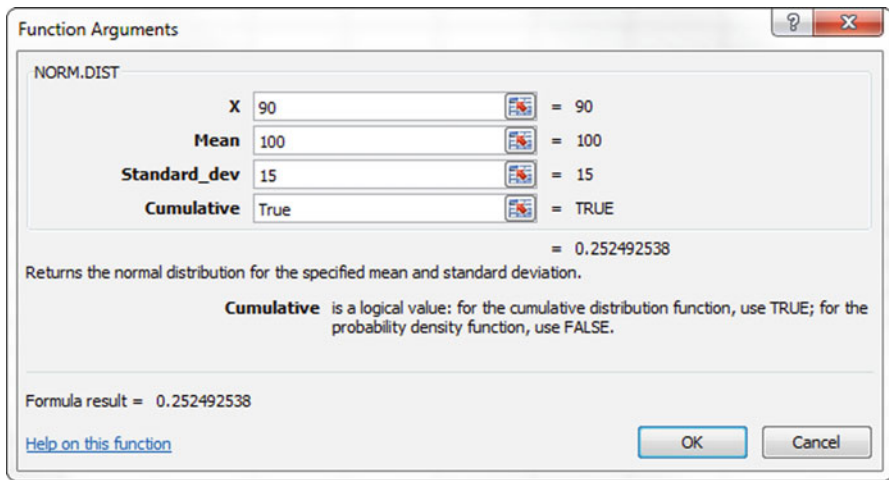 Function Arguments
?
X
NORM.DIST
X 90 = 90
Mean 100 = 100
Standard_dev 15 = 15
Cumulative True = TRUE
= 0.252492538
Returns the normal distribution for the specified mean and standard deviation.
Cumulative is a logical value: for the cumulative distribution function, use TRUE; for the
probability density function, use FALSE.
Formula result = 0.252492538
Help on this function
OK
Cancel